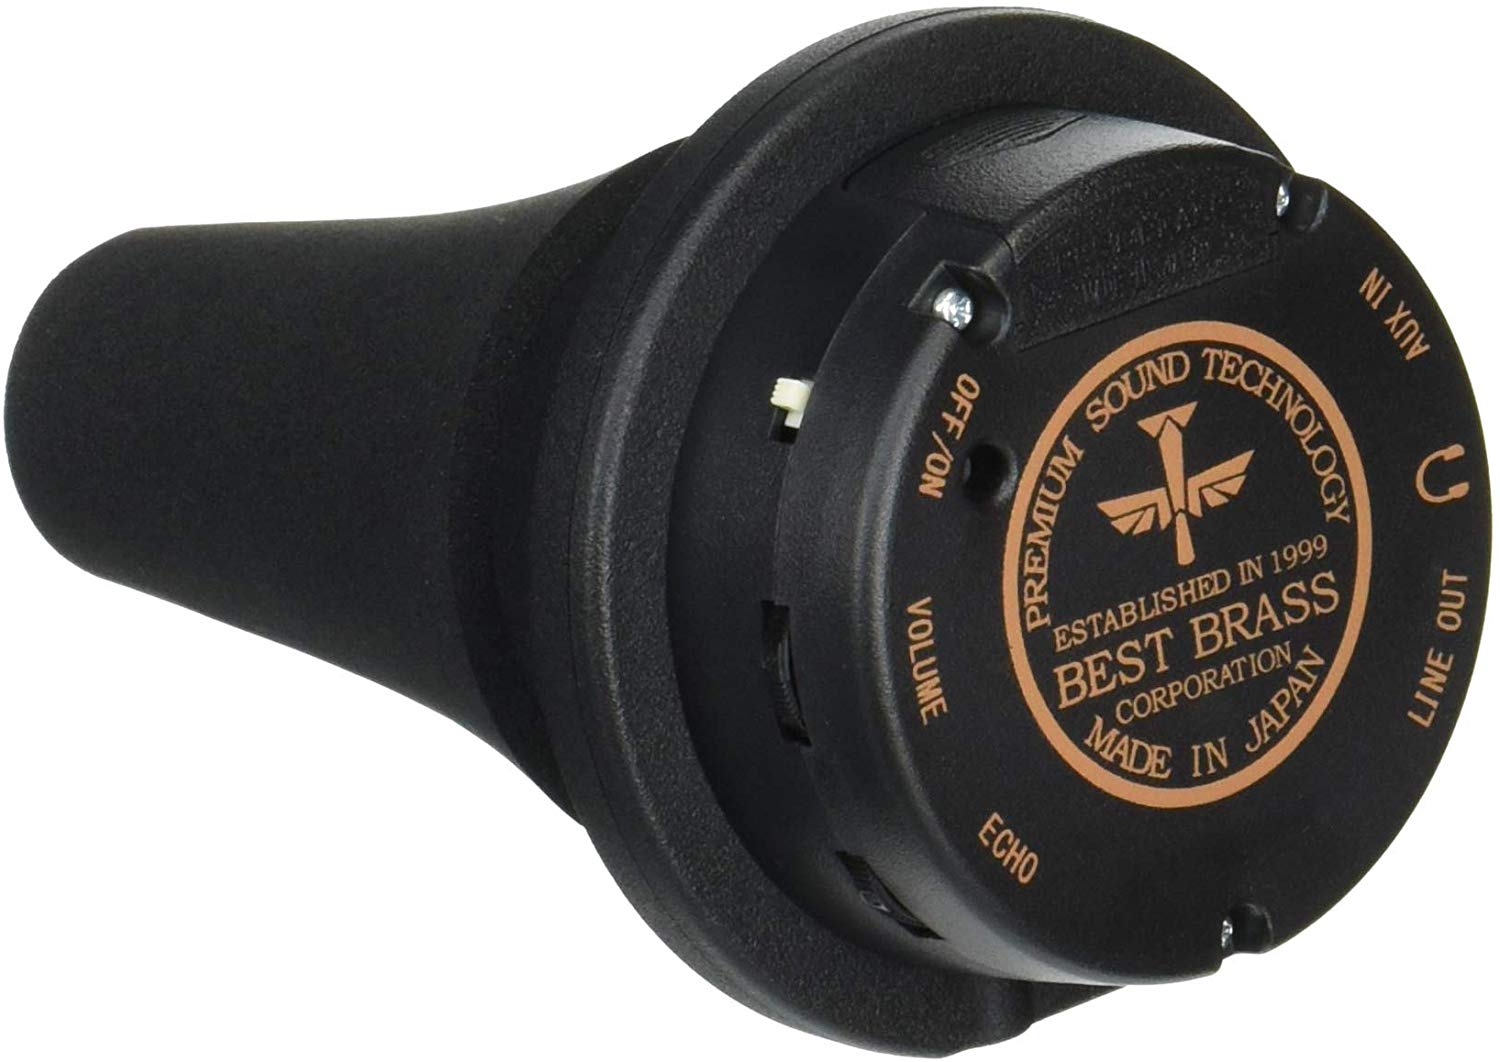 AUX IN
OFF/ON
PREMIUM SOUND TECHNOLOGY
ESTABLISHED IN 1999
BEST BRASS
CORPORATION
MADE IN JAPAN
VOLUME
LINE OUT
ECHO